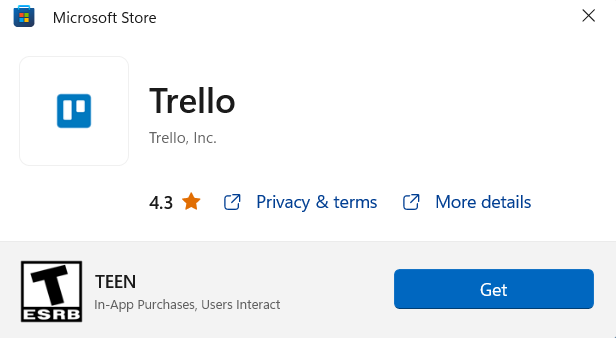 Microsoft Store
Trello
Trello, Inc.
4.3
Privacy & terms
More details
T
ESRB
TEEN
In-App Purchases, Users Interact
Get